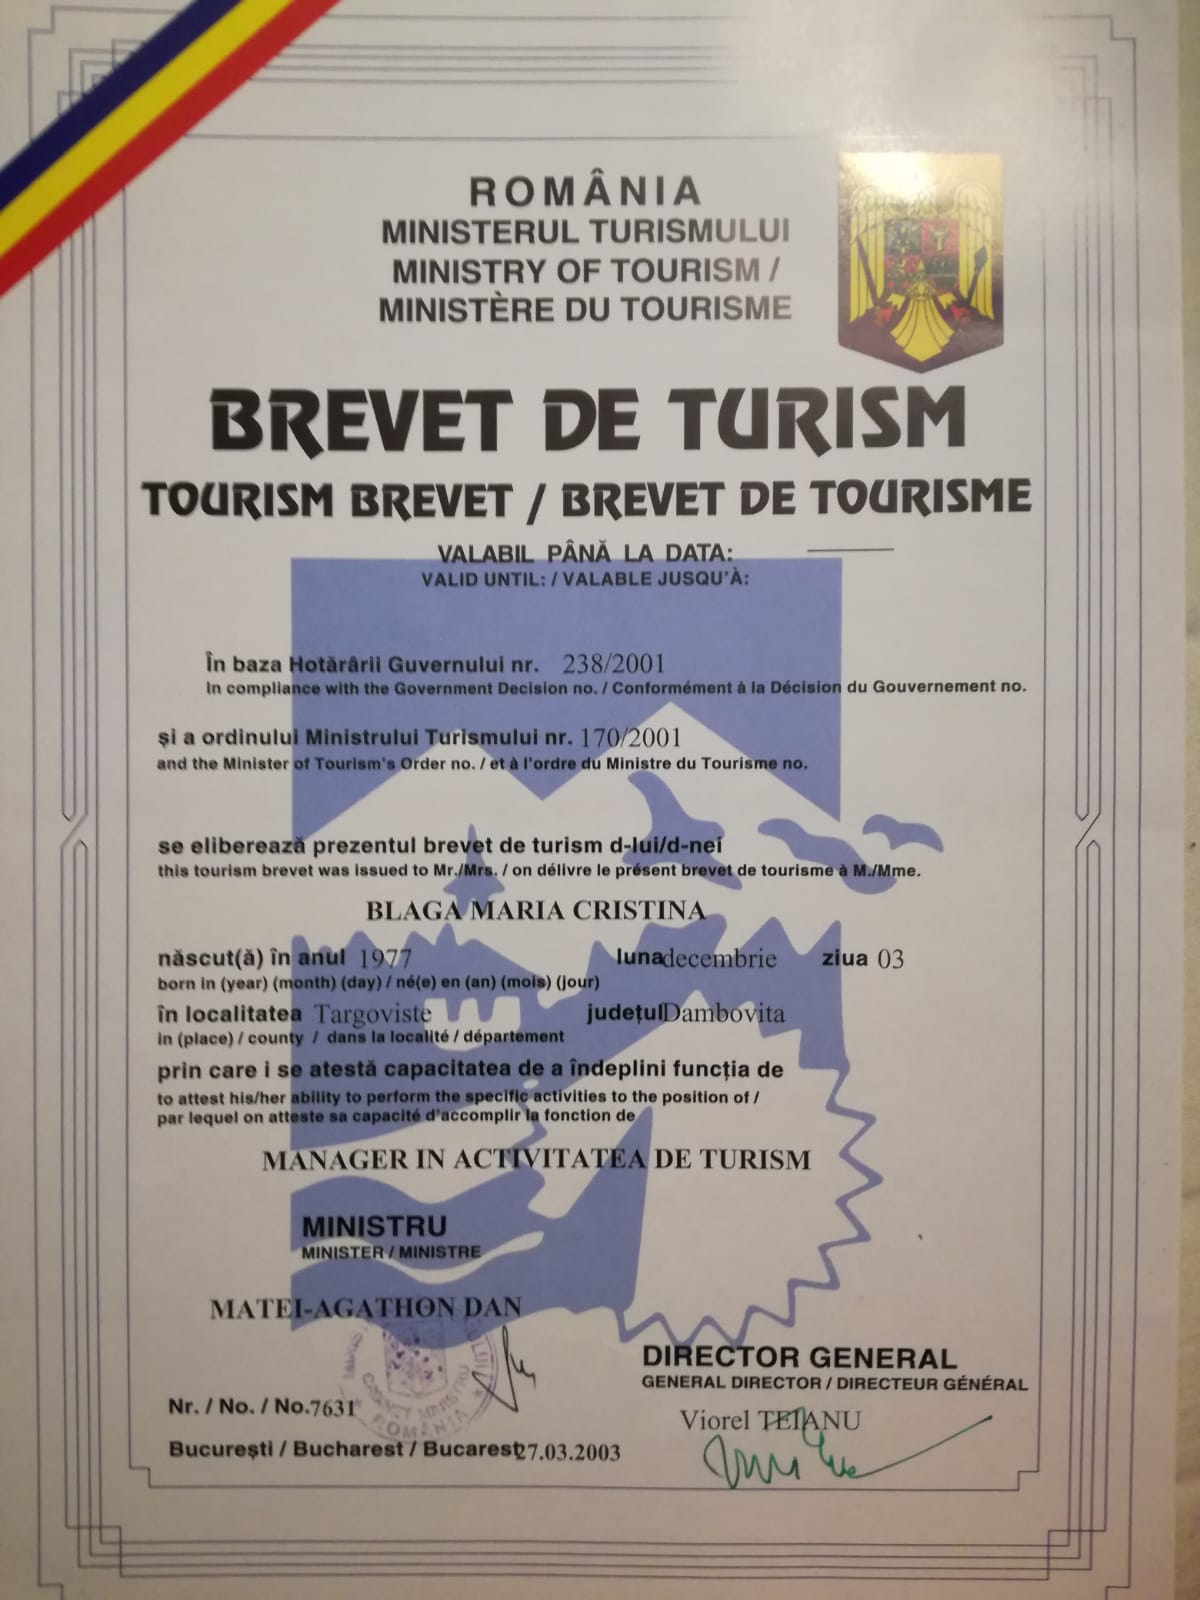 ROMÂNIA
MINISTERUL TURISMULUI
MINISTRY OF TOURISM /
MINISTÈRE DU TOURISME
BREVET DE TURISM
TOURISM BREVET / BREVET DE TOURISME
VALABIL PÂNĂ LA DATA:
VALID UNTIL: / VALABLE JUSQU'À:
În baza Hotărârii Guvernului nr. 238/2001
In compliance with the Government Decision no. / Conformément à la Décision du Gouvernement no.
și a ordinului Ministrului Turismului nr. 170/2001
and the Minister of Tourism's Order no. / et à l'ordre du Ministre du Tourisme no.
se eliberează prezentul brevet de turism d-lui/d-nei
this tourism brevet was issued to Mr./Mrs. / on délivre le présent brevet de tourisme à M./Mme.
BLAGA MARIA CRISTINA
născut(ă) în anul 1977 luna decembrie ziua 03
born in (year) (month) (day) / né(e) en (an) (mois) (jour)
în localitatea Targoviste județul Dambovita
in (place) / county / dans la localité / département
prin care i se atestă capacitatea de a îndeplini funcția de
to attest his/her ability to perform the specific activities to the position of /
par lequel on atteste sa capacité d'accomplir la fonction de
MANAGER IN ACTIVITATEA DE TURISM
MINISTRU
MINISTER / MINISTRE
MATEI-AGATHON DAN
DIRECTOR GENERAL
GENERAL DIRECTOR / DIRECTEUR GÉNÉRAL
Viorel TEIANU
Nr. / No. / No. 7631
București / Bucharest / Bucarest 27.03.2003
ROMÂNIA